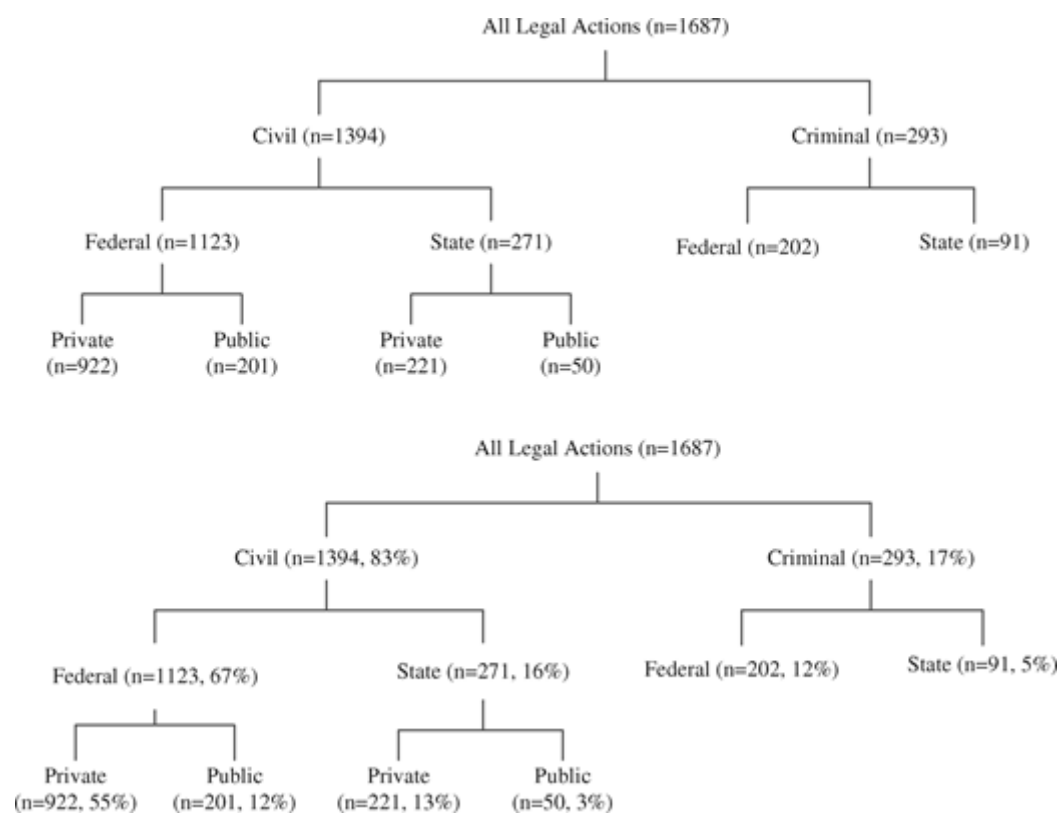 All Legal Actions (n=1687)
Civil (n=1394)
Criminal (n=293)
Federal (n=1123)
State (n=271)
Federal (n=202)
State (n=91)
Private
(n=922)
Public
(n=201)
Private
(n=221)
Public
(n=50)
All Legal Actions (n=1687)
Civil (n=1394, 83%)
Criminal (n=293, 17%)
Federal (n=1123, 67%)
State (n=271, 16%)
Federal (n=202, 12%)
State (n=91, 5%)
Private
(n=922, 55%)
Public
(n=201, 12%)
Private
(n=221, 13%)
Public
(n=50, 3%)